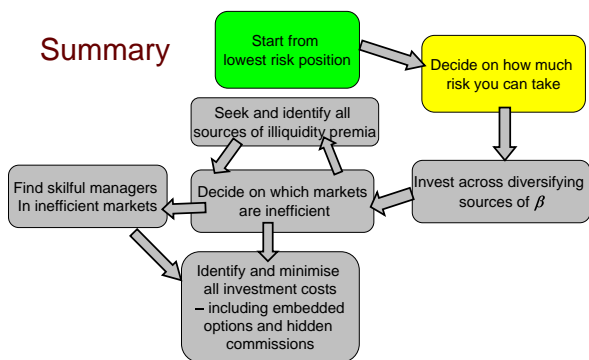 Summary
Start from
lowest risk position
Decide on how much
risk you can take
Seek and identify all
sources of illiquidity premia
Find skilful managers
In inefficient markets
Decide on which markets
are inefficient
Invest across diversifying
sources of β
Identify and minimise
all investment costs
– including embedded
options and hidden
commissions